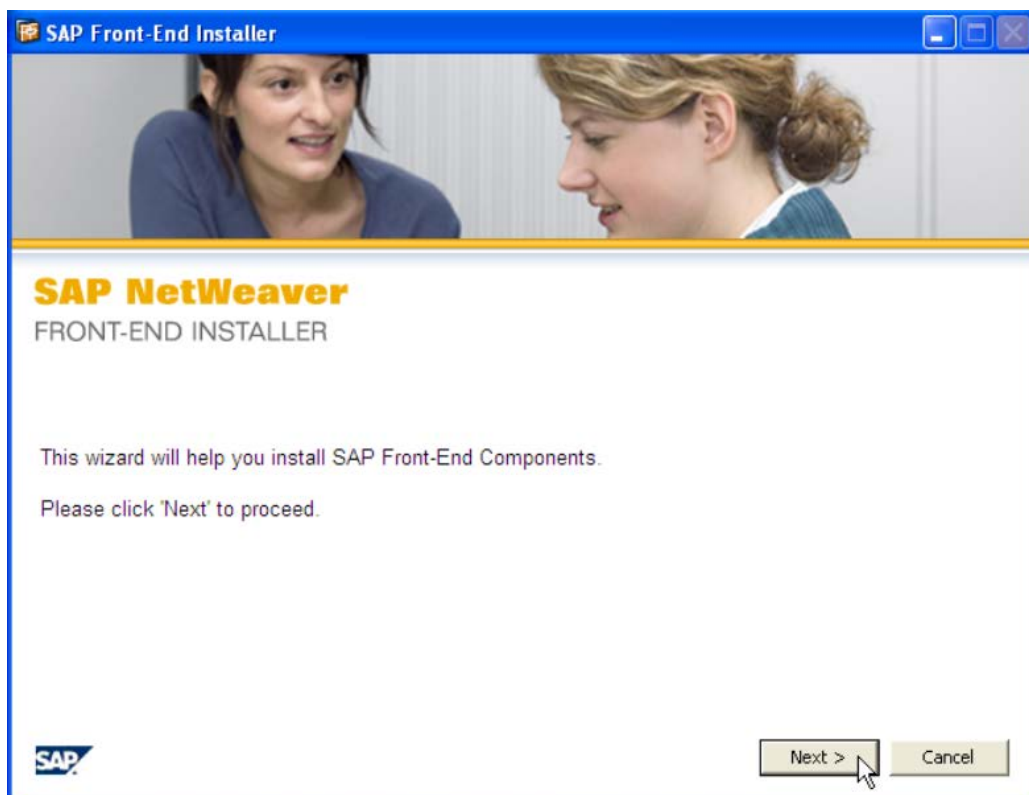 SAP Front-End Installer
SAP NetWeaver
FRONT-END INSTALLER
This wizard will help you install SAP Front-End Components.
Please click 'Next' to proceed.
SAP
Next >
Cancel